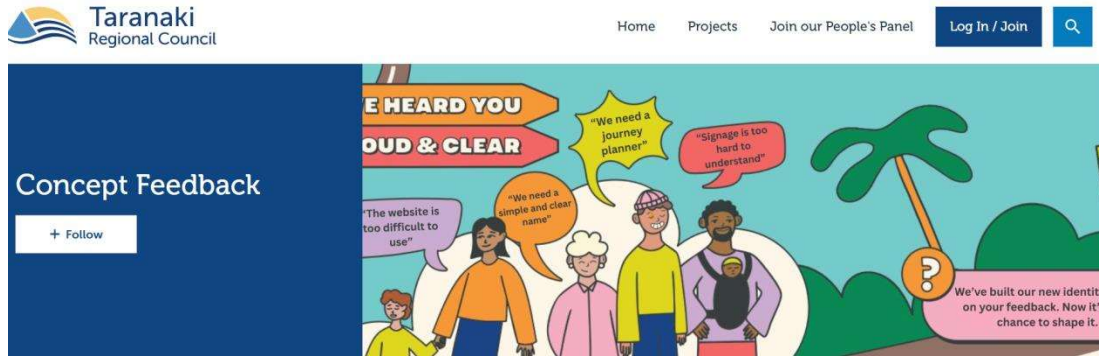 Taranaki
Regional Council
Home
Projects
Join our People's Panel
Log In / Join
Concept Feedback
+ Follow
E HEARD YOU
OUD & CLEAR
"The website is
too difficult to
use"
"We need a
simple and clear
name"
"We need a
journey
planner"
"Signage is too
hard to
understand"
?
We've built our new identit
on your feedback. Now it'
chance to shape it.